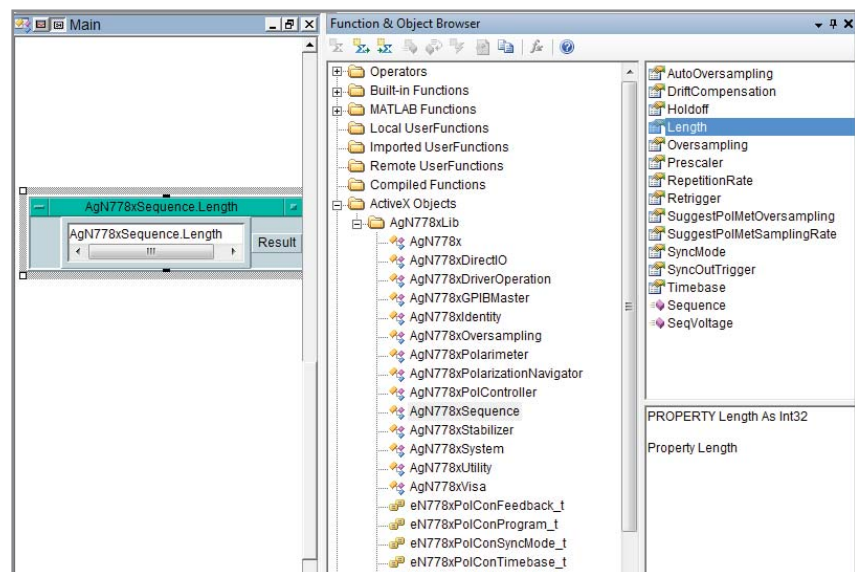 Main
AgN778xSequence.Length
AgN778xSequence.Length
Result
Function & Object Browser
fx
Operators
Built-in Functions
MATLAB Functions
Local UserFunctions
Imported UserFunctions
Remote UserFunctions
Compiled Functions
ActiveX Objects
AgN778xLib
AgN778x
AgN778xDirectIO
AgN778xDriverOperation
AgN778xGPIBMaster
AgN778xIdentity
AgN778xOversampling
AgN778xPolarimeter
AgN778xPolarizationNavigator
AgN778xPolController
AgN778xSequence
AgN778xStabilizer
AgN778xSystem
AgN778xUtility
AgN778xVisa
eN778xPolConFeedback_t
eN778xPolConProgram_t
eN778xPolConSyncMode_t
eN778xPolConTimebase_t
AutoOversampling
DriftCompensation
Holdoff
Length
Oversampling
Prescaler
RepetitionRate
Retrigger
SuggestPolMetOversampling
SuggestPolMetSamplingRate
SyncMode
SyncOutTrigger
Timebase
Sequence
SeqVoltage
PROPERTY Length As Int32
Property Length